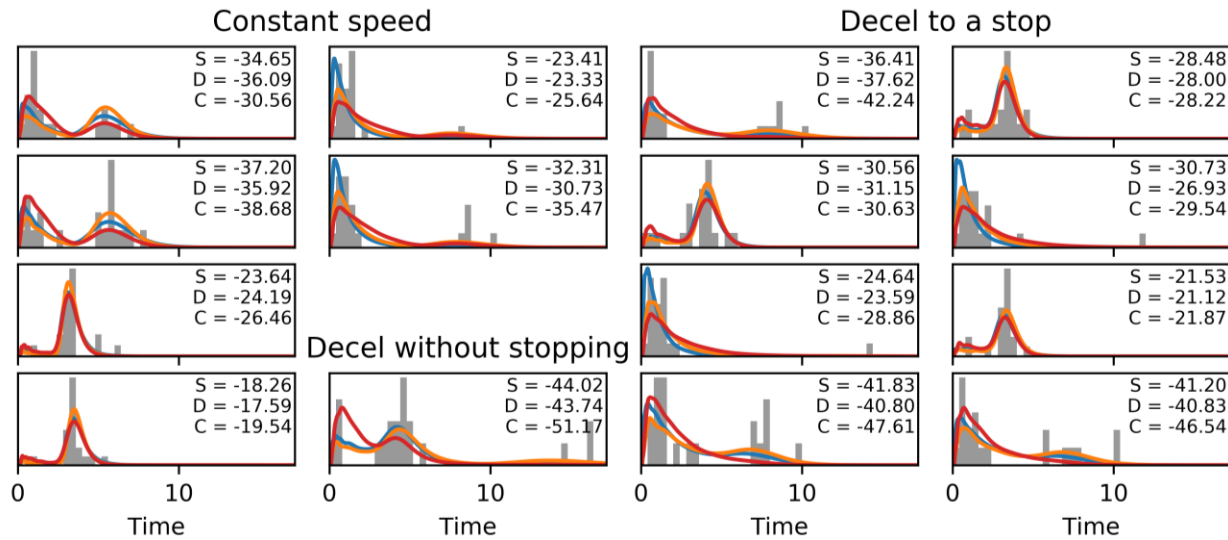 Constant speed
Decel to a stop
S = -34.65
D = -36.09
C = -30.56
S = -23.41
D = -23.33
C = -25.64
S = -36.41
D = -37.62
C = -42.24
S = -28.48
D = -28.00
C = -28.22
S = -37.20
D = -35.92
C = -38.68
S = -32.31
D = -30.73
C = -35.47
S = -30.56
D = -31.15
C = -30.63
S = -30.73
D = -26.93
C = -29.54
S = -23.64
D = -24.19
C = -26.46
S = -24.64
D = -23.59
C = -28.86
S = -21.53
D = -21.12
C = -21.87
Decel without stopping
S = -18.26
D = -17.59
C = -19.54
S = -44.02
D = -43.74
C = -51.17
S = -41.83
D = -40.80
C = -47.61
S = -41.20
D = -40.83
C = -46.54
0 10
0 10
0 10
0 10
Time
Time
Time
Time